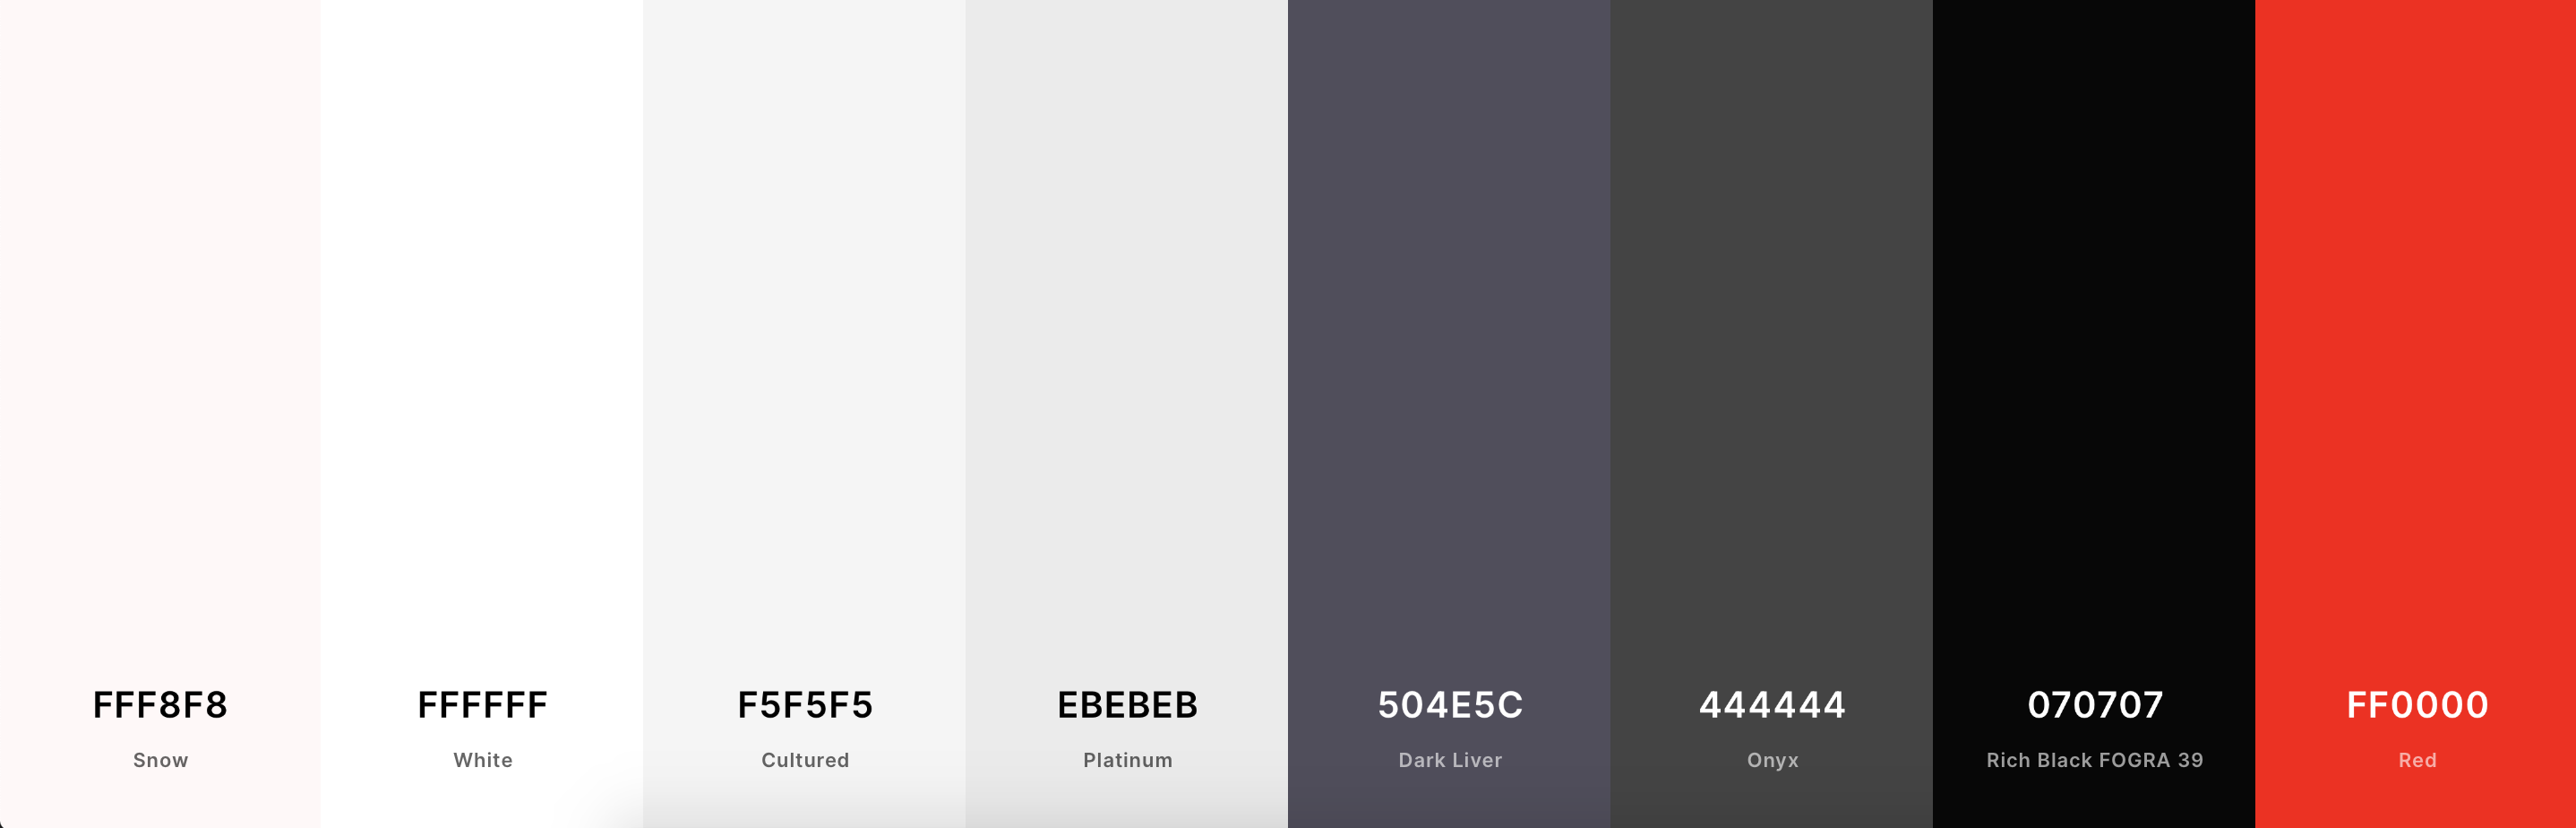 FFF8F8
Snow
FFFFFF
White
F5F5F5
Cultured
EBEBEB
Platinum
504E5C
Dark Liver
444444
Onyx
070707
Rich Black FOGRA 39
FF0000
Red